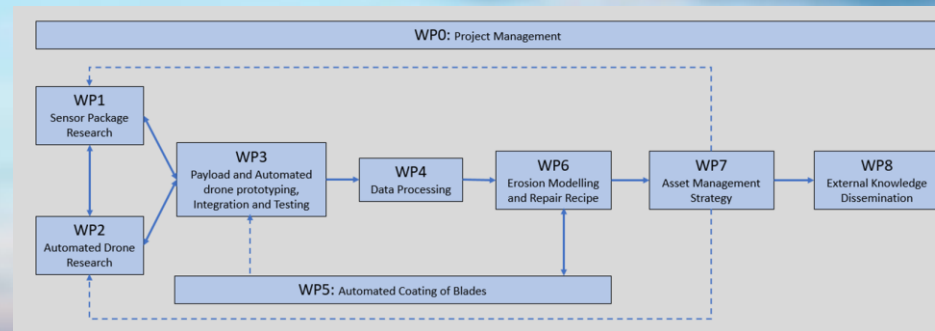 WP0: Project Management
WP1
Sensor Package
Research
WP2
Automated Drone
Research
WP3
Payload and Automated
drone prototyping,
Integration and Testing
WP4
Data Processing
WP6
Erosion Modelling
and Repair Recipe
WP7
Asset Management
Strategy
WP8
External Knowledge
Dissemination
WP5: Automated Coating of Blades